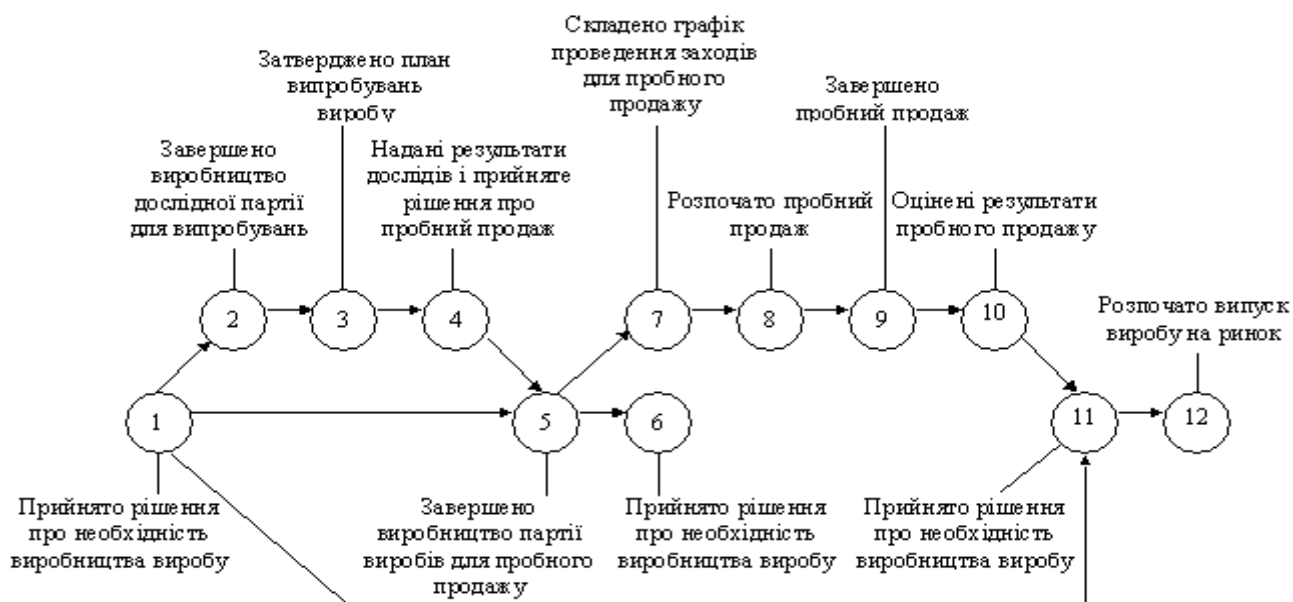 Складено графік
проведення заходів
для пробного
продажу
Затверджено план
випробувань
виробу
Завершено
пробний продаж
Завершено
виробництво
дослідної партії
для випробувань
Надані результати
дослідів і прийняте
рішення про
пробний продаж
Розпочато пробний
продаж
Оцінені результати
пробного продажу
Розпочато випуск
виробу на ринок
2
3
4
7
8
9
10
1
5
6
11
12
Прийнято рішення
про необхідність
виробництва виробу
Завершено
виробництво партії
виробів для пробного
продажу
Прийнято рішення
про необхідність
виробництва виробу
Прийнято рішення
про необхідність
виробництва виробу